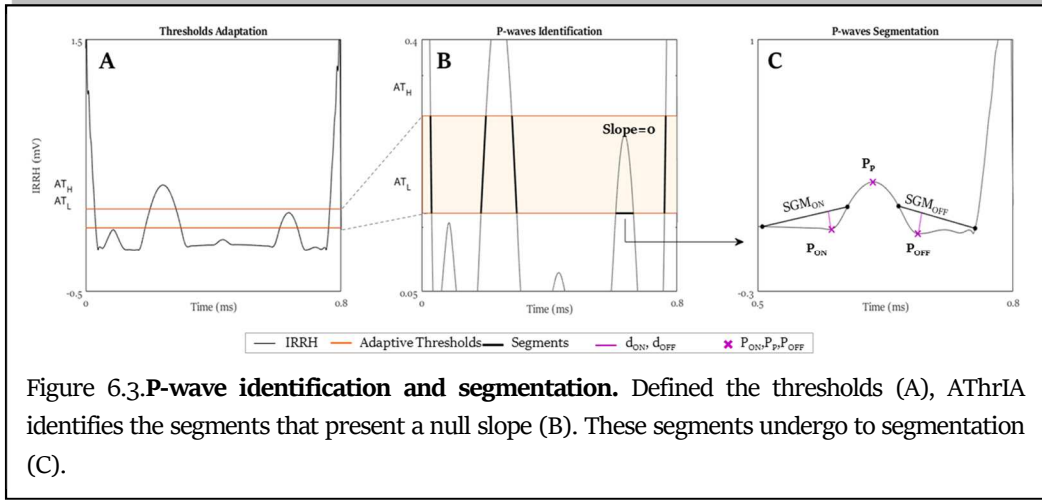 Thresholds Adaptation
A
1.5
IRRH (mV)
AT_H
AT_L
-0.5
0
Time (ms)
0.8
P-waves Identification
B
0.4
AT_H
Slope=0
AT_L
0.05
0
Time (ms)
0.8
P-waves Segmentation
C
1
P_P
SGM_ON
SGM_OFF
P_ON
P_OFF
-0.3
0.5
Time (ms)
0.8
IRRH Adaptive Thresholds Segments d_ON, d_OFF P_ON,P_P,P_OFF
Figure 6.3.P-wave identification and segmentation. Defined the thresholds (A), AThrIA
identifies the segments that present a null slope (B). These segments undergo to segmentation
(C).